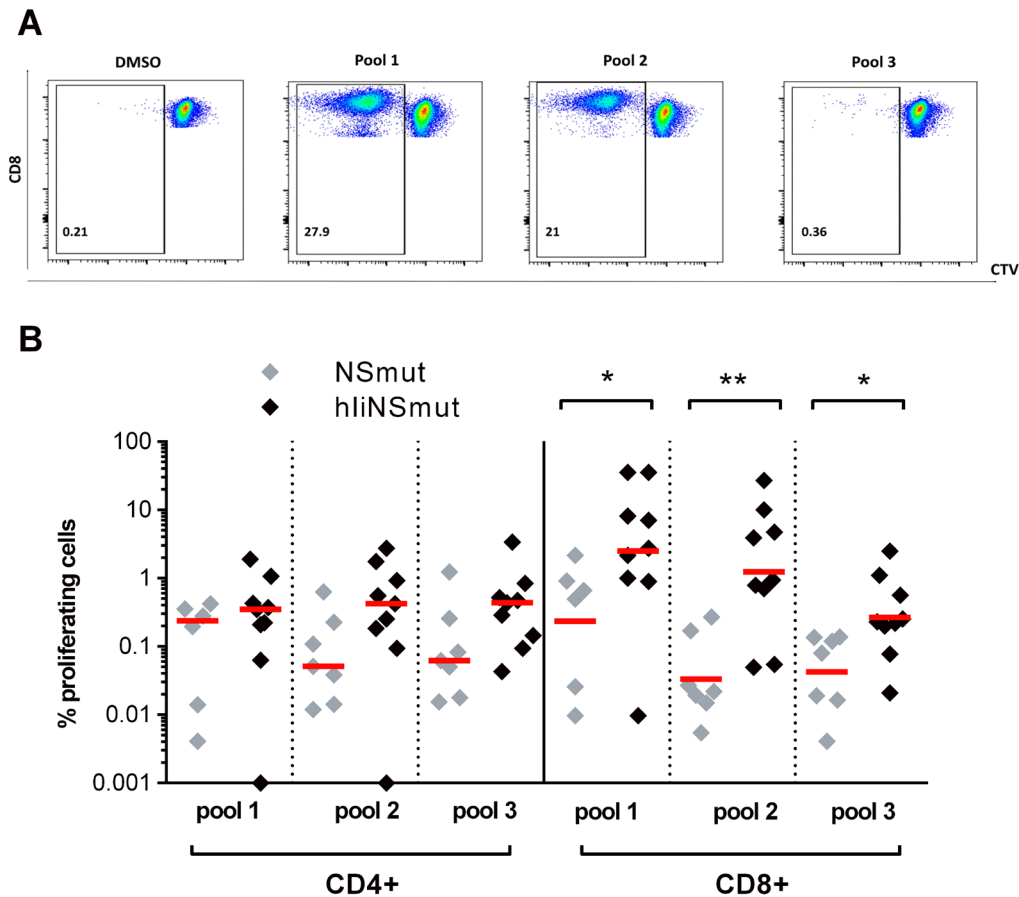 A
DMSO
Pool 1
Pool 2
Pool 3
CD8
0.21
27.9
21
0.36
CTV
B
NSmut
hIiNSmut
*
**
*
% proliferating cells
100
10
1
0.1
0.01
0.001
pool 1
pool 2
pool 3
pool 1
pool 2
pool 3
CD4+
CD8+